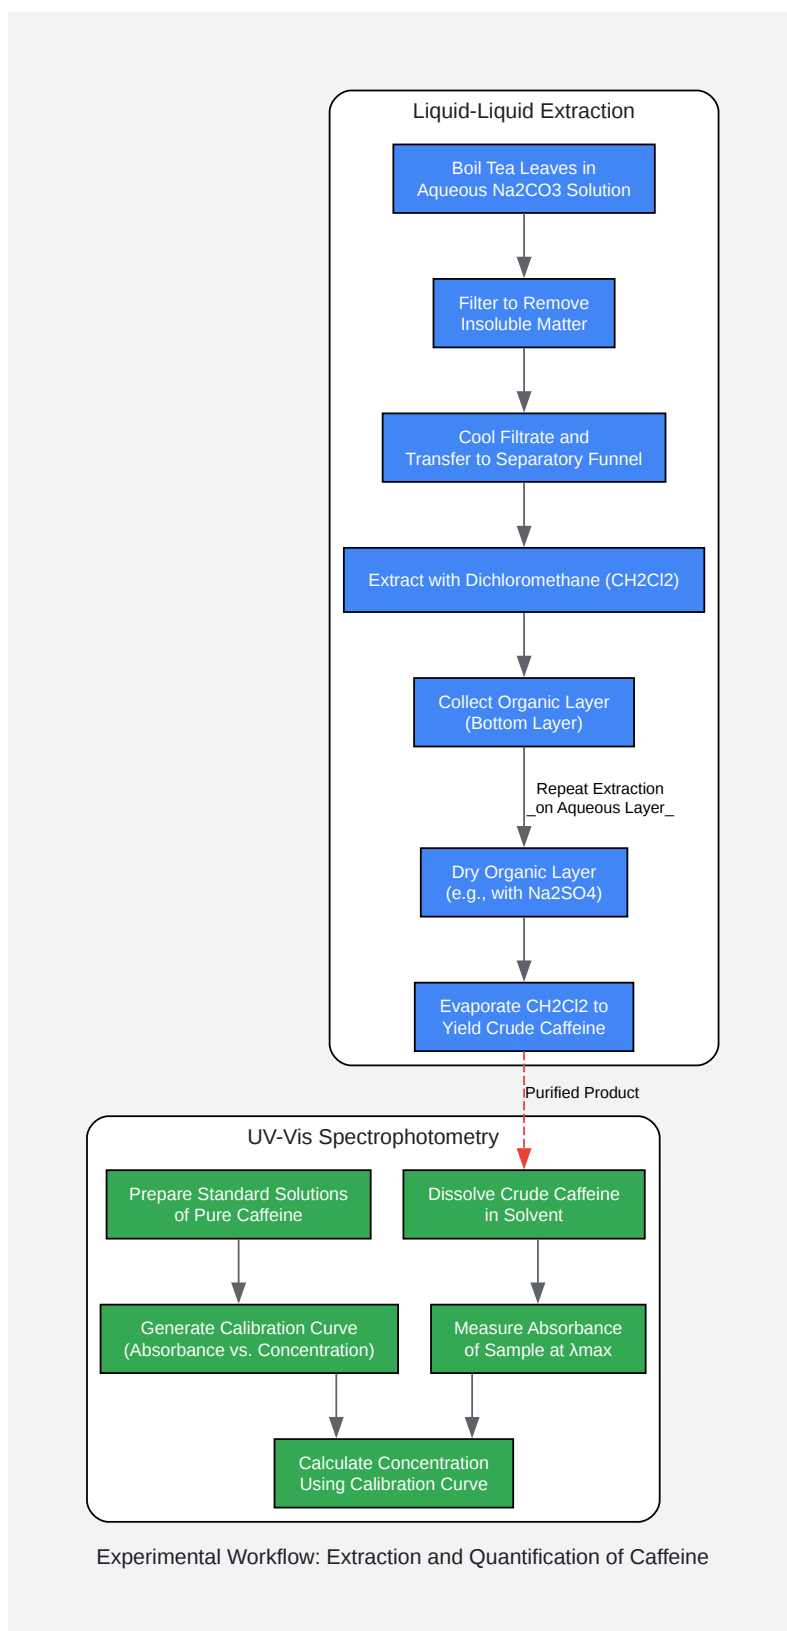 Liquid-Liquid Extraction
Boil Tea Leaves in
Aqueous Na2CO3 Solution
Filter to Remove
Insoluble Matter
Cool Filtrate and
Transfer to Separatory Funnel
Extract with Dichloromethane (CH2Cl2)
Collect Organic Layer
(Bottom Layer)
Repeat Extraction
_on Aqueous Layer_
Dry Organic Layer
(e.g., with Na2SO4)
Evaporate CH2Cl2 to
Yield Crude Caffeine
Purified Product
UV-Vis Spectrophotometry
Prepare Standard Solutions
of Pure Caffeine
Dissolve Crude Caffeine
in Solvent
Generate Calibration Curve
(Absorbance vs. Concentration)
Measure Absorbance
of Sample at λmax
Calculate Concentration
Using Calibration Curve
Experimental Workflow: Extraction and Quantification of Caffeine